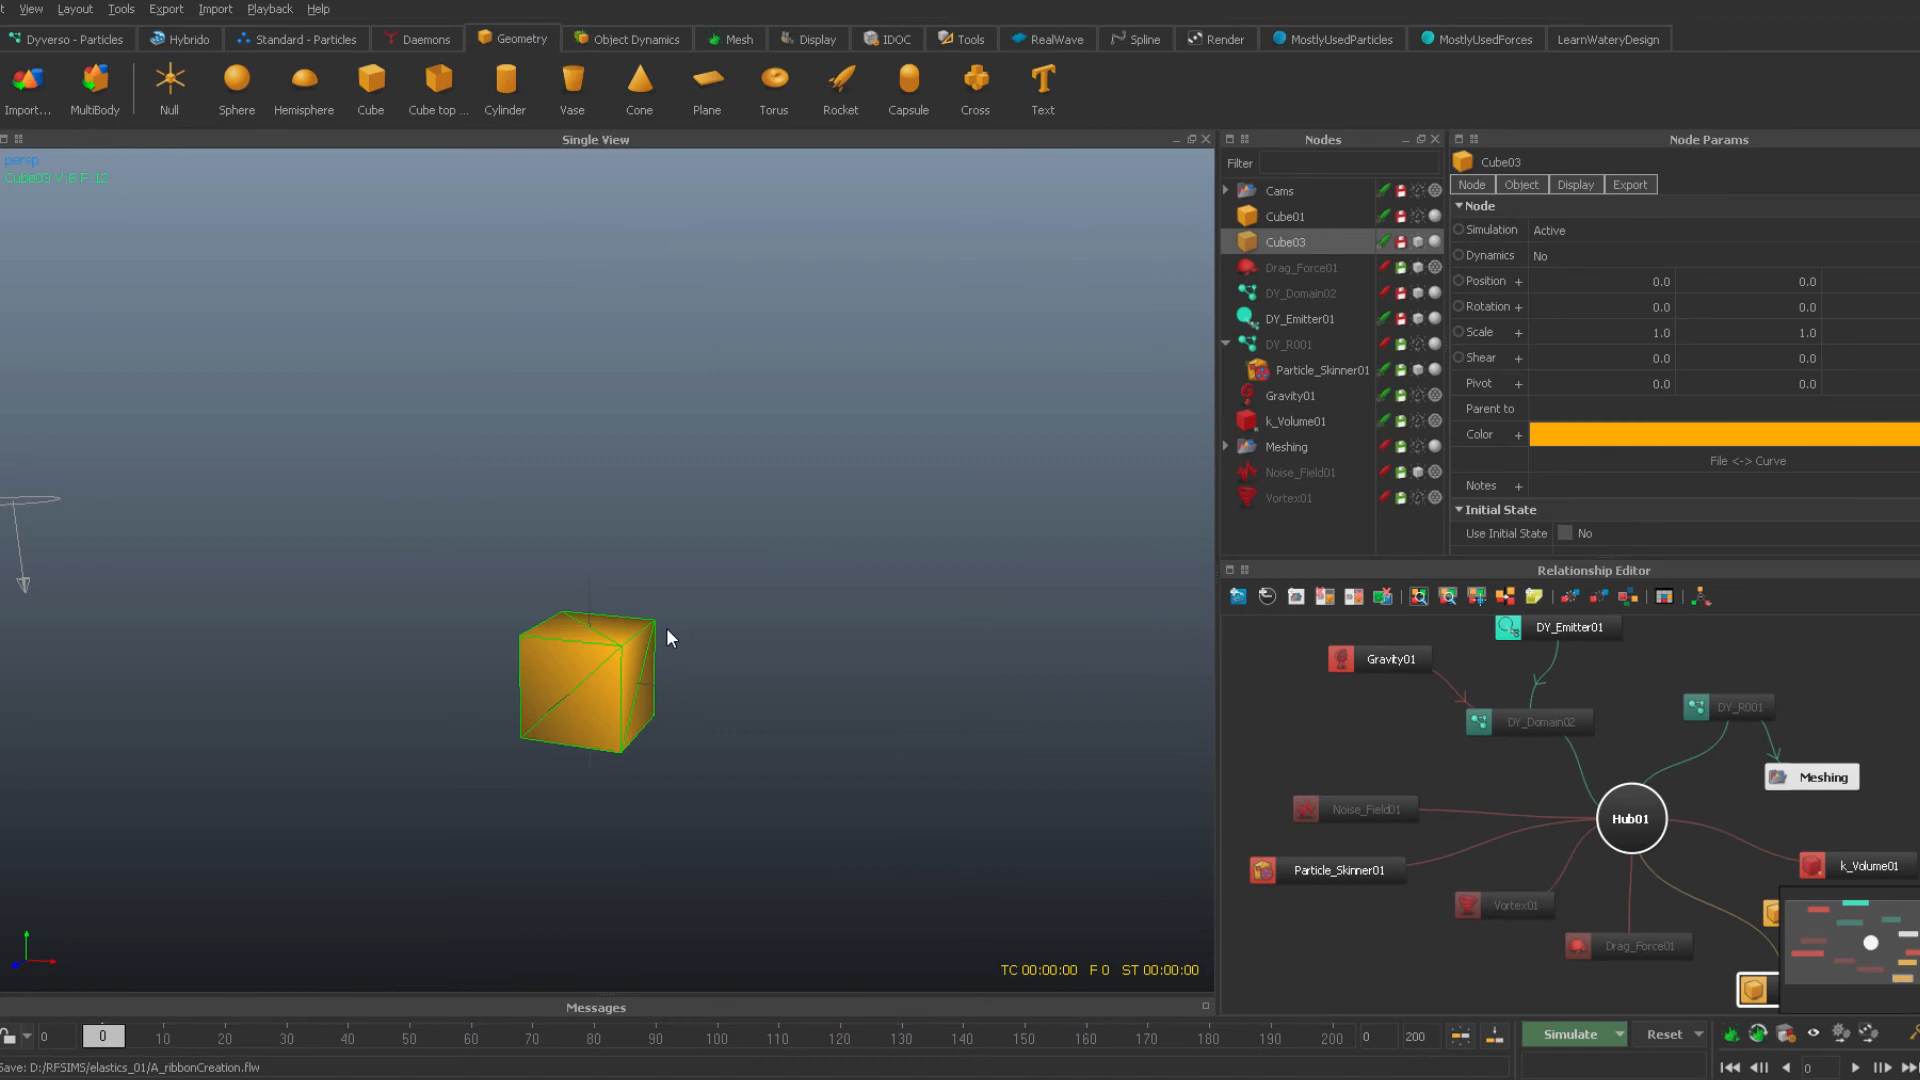 View Layout Tools Export Import Playback Help
Dyverso - Particles Hybrido Standard - Particles Daemons Geometry Object Dynamics Mesh Display IDOC Tools RealWave Spline Render MostlyUsedParticles MostlyUsedForces LearnWateryDesign
Import... MultiBody Null Sphere Hemisphere Cube Cube top ... Cylinder Vase Cone Plane Torus Rocket Capsule Cross Text
Single View
persp
Cube03 V:8 F:12
TC 00:00:00 F 0 ST 00:00:00
Nodes
Filter
Cams
Cube01
Cube03
Drag_Force01
DY_Domain02
DY_Emitter01
DY_R001
Particle_Skinner01
Gravity01
k_Volume01
Meshing
Noise_Field01
Vortex01
Node Params
Cube03
Node Object Display Export
Node
Simulation Active
Dynamics No
Position + 0.0 0.0
Rotation + 0.0 0.0
Scale + 1.0 1.0
Shear + 0.0 0.0
Pivot + 0.0 0.0
Parent to
Color +
File <-> Curve
Notes +
Initial State
Use Initial State No
Relationship Editor
DY_Emitter01
Gravity01
DY_R001
DY_Domain02
Meshing
Noise_Field01
Hub01
Particle_Skinner01
k_Volume01
Vortex01
Drag_Force01
Messages
0 0 10 20 30 40 50 60 70 80 90 100 110 120 130 140 150 160 170 180 190 200 0 200
Simulate Reset
Save: D:/RFSIMS/elastics_01/A_ribbonCreation.flw
0